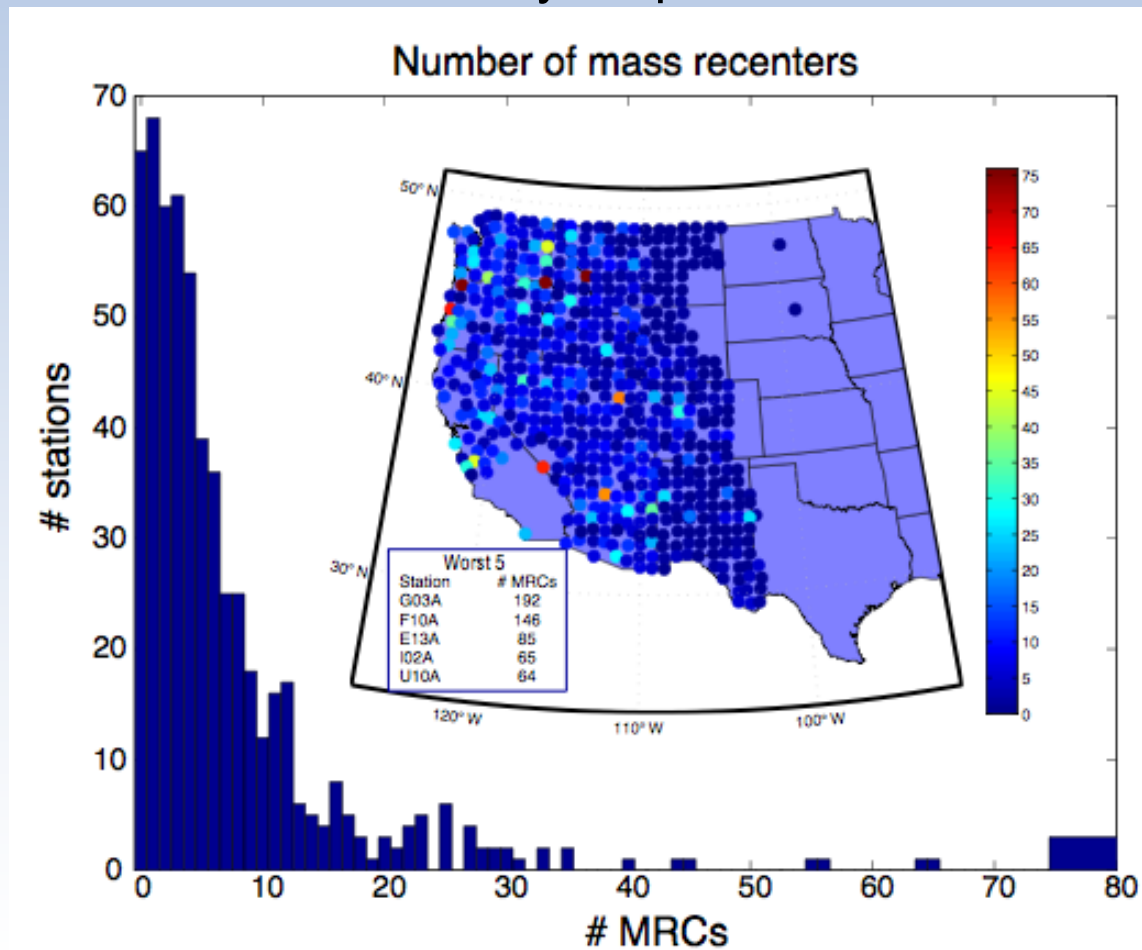 Number of mass recenters
70
60
50
40
30
20
10
0
# stations
0 10 20 30 40 50 60 70 80
# MRCs
50° N
40° N
30° N
120° W
110° W
100° W
75
70
65
60
55
50
45
40
35
30
25
20
15
10
5
0
Worst 5
Station # MRCs
G03A 192
F10A 146
E13A 85
I02A 65
U10A 64